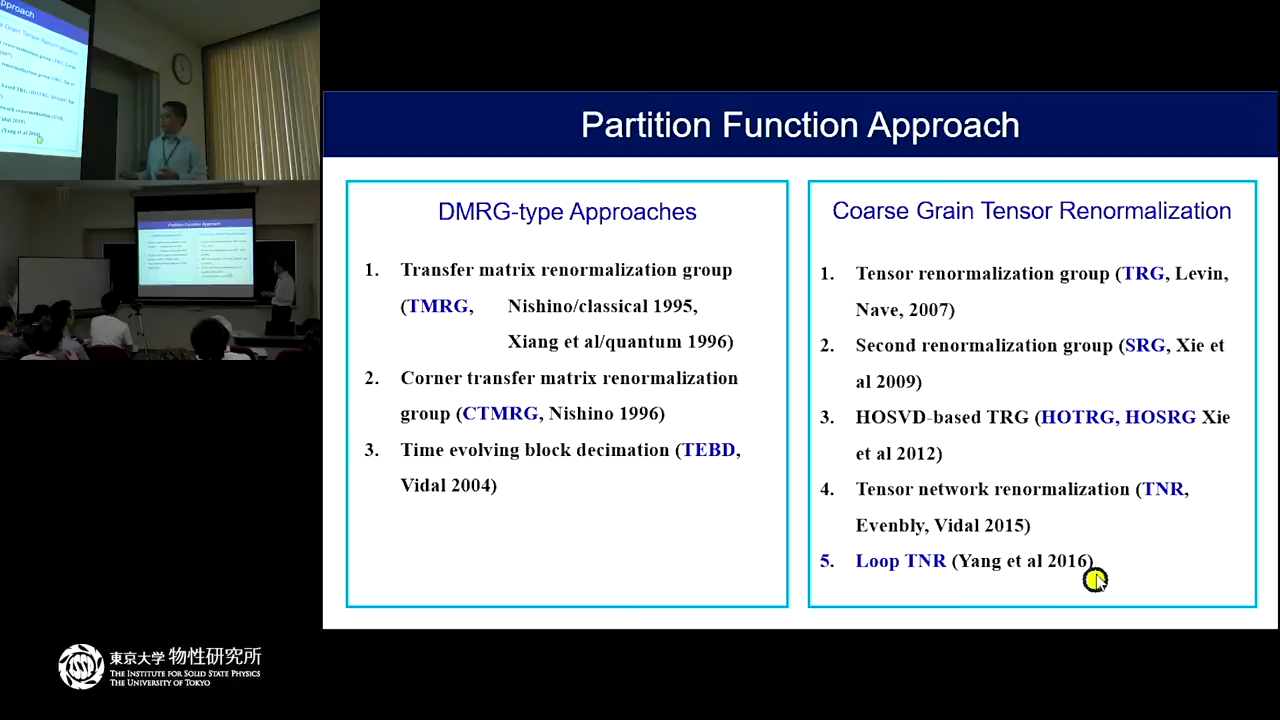 Partition Function Approach
DMRG-type Approaches
1. Transfer matrix renormalization group
(TMRG, Nishino/classical 1995,
Xiang et al/quantum 1996)
2. Corner transfer matrix renormalization
group (CTMRG, Nishino 1996)
3. Time evolving block decimation (TEBD,
Vidal 2004)
Coarse Grain Tensor Renormalization
1. Tensor renormalization group (TRG, Levin,
Nave, 2007)
2. Second renormalization group (SRG, Xie et
al 2009)
3. HOSVD-based TRG (HOTRG, HOSRG Xie
et al 2012)
4. Tensor network renormalization (TNR,
Evenbly, Vidal 2015)
5. Loop TNR (Yang et al 2016)
東京大学 物性研究所
THE INSTITUTE FOR SOLID STATE PHYSICS
THE UNIVERSITY OF TOKYO